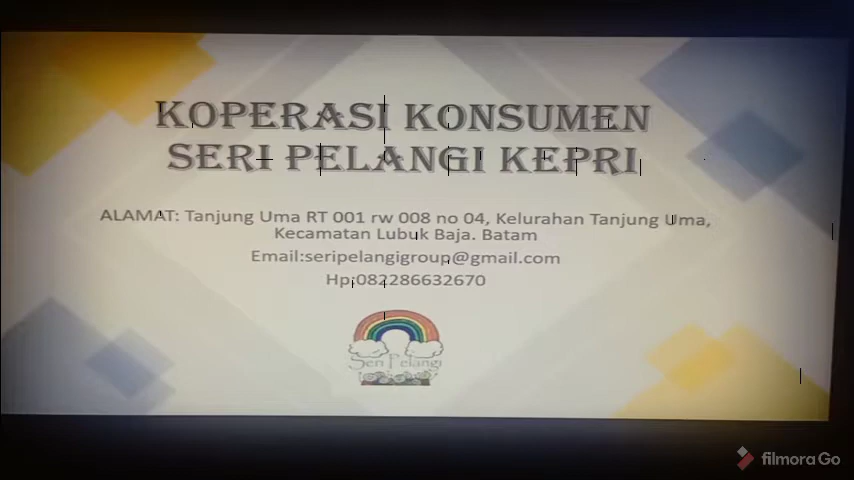 KOPERASI KONSUMEN
SERI PELANGI KEPRI
ALAMAT: Tanjung Uma RT 001 rw 008 no 04, Kelurahan Tanjung Uma,
Kecamatan Lubuk Baja. Batam
Email:seripelangigroup@gmail.com
Hp:082286632670
Seri Pelangi
filmora Go